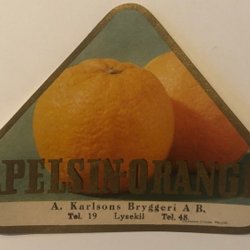 APELSIN-ORANGE
A. Karlsons Bryggeri A B.
Tel. 19 Lysekil Tel. 48.